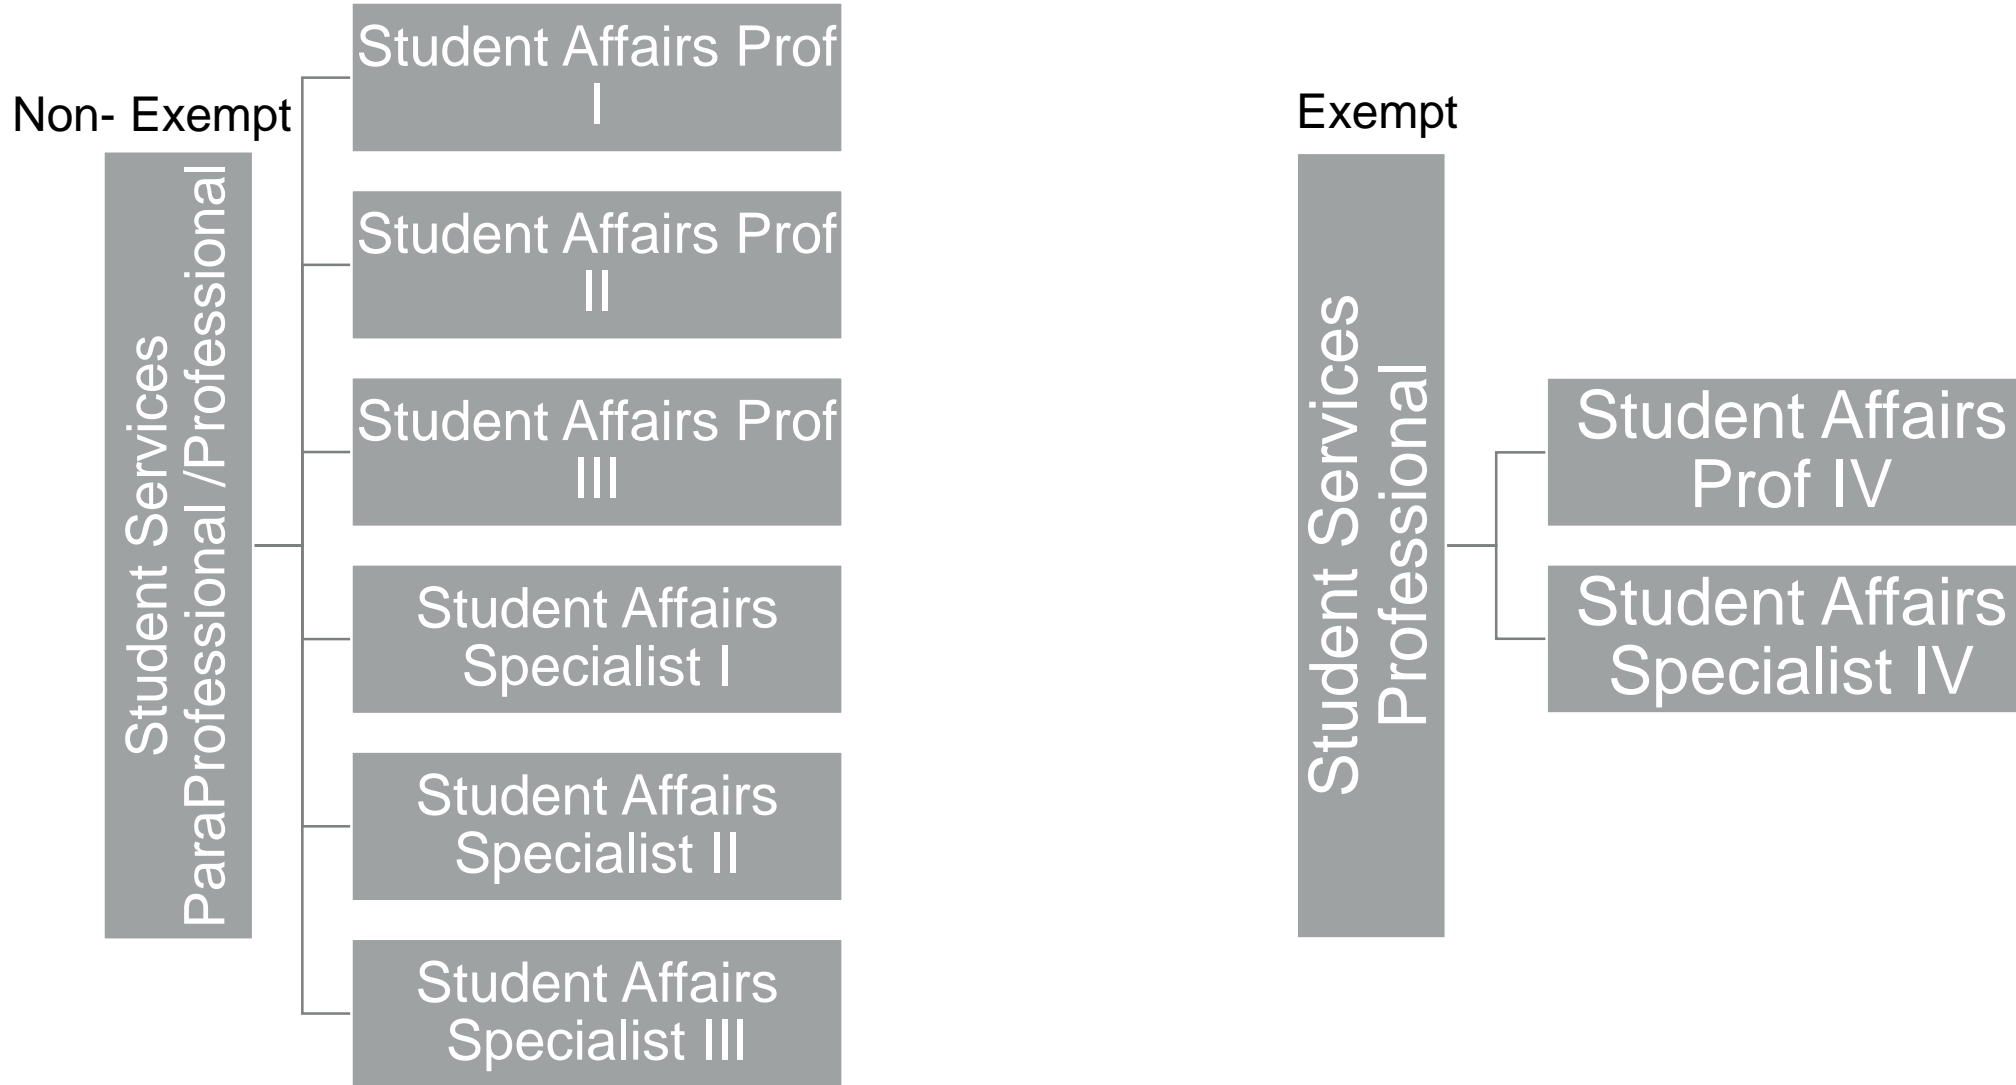 Non- Exempt
Student Services
ParaProfessional /Professional
Student Affairs Prof
I
Student Affairs Prof
II
Student Affairs Prof
III
Student Affairs
Specialist I
Student Affairs
Specialist II
Student Affairs
Specialist III
Exempt
Student Services
Professional
Student Affairs
Prof IV
Student Affairs
Specialist IV